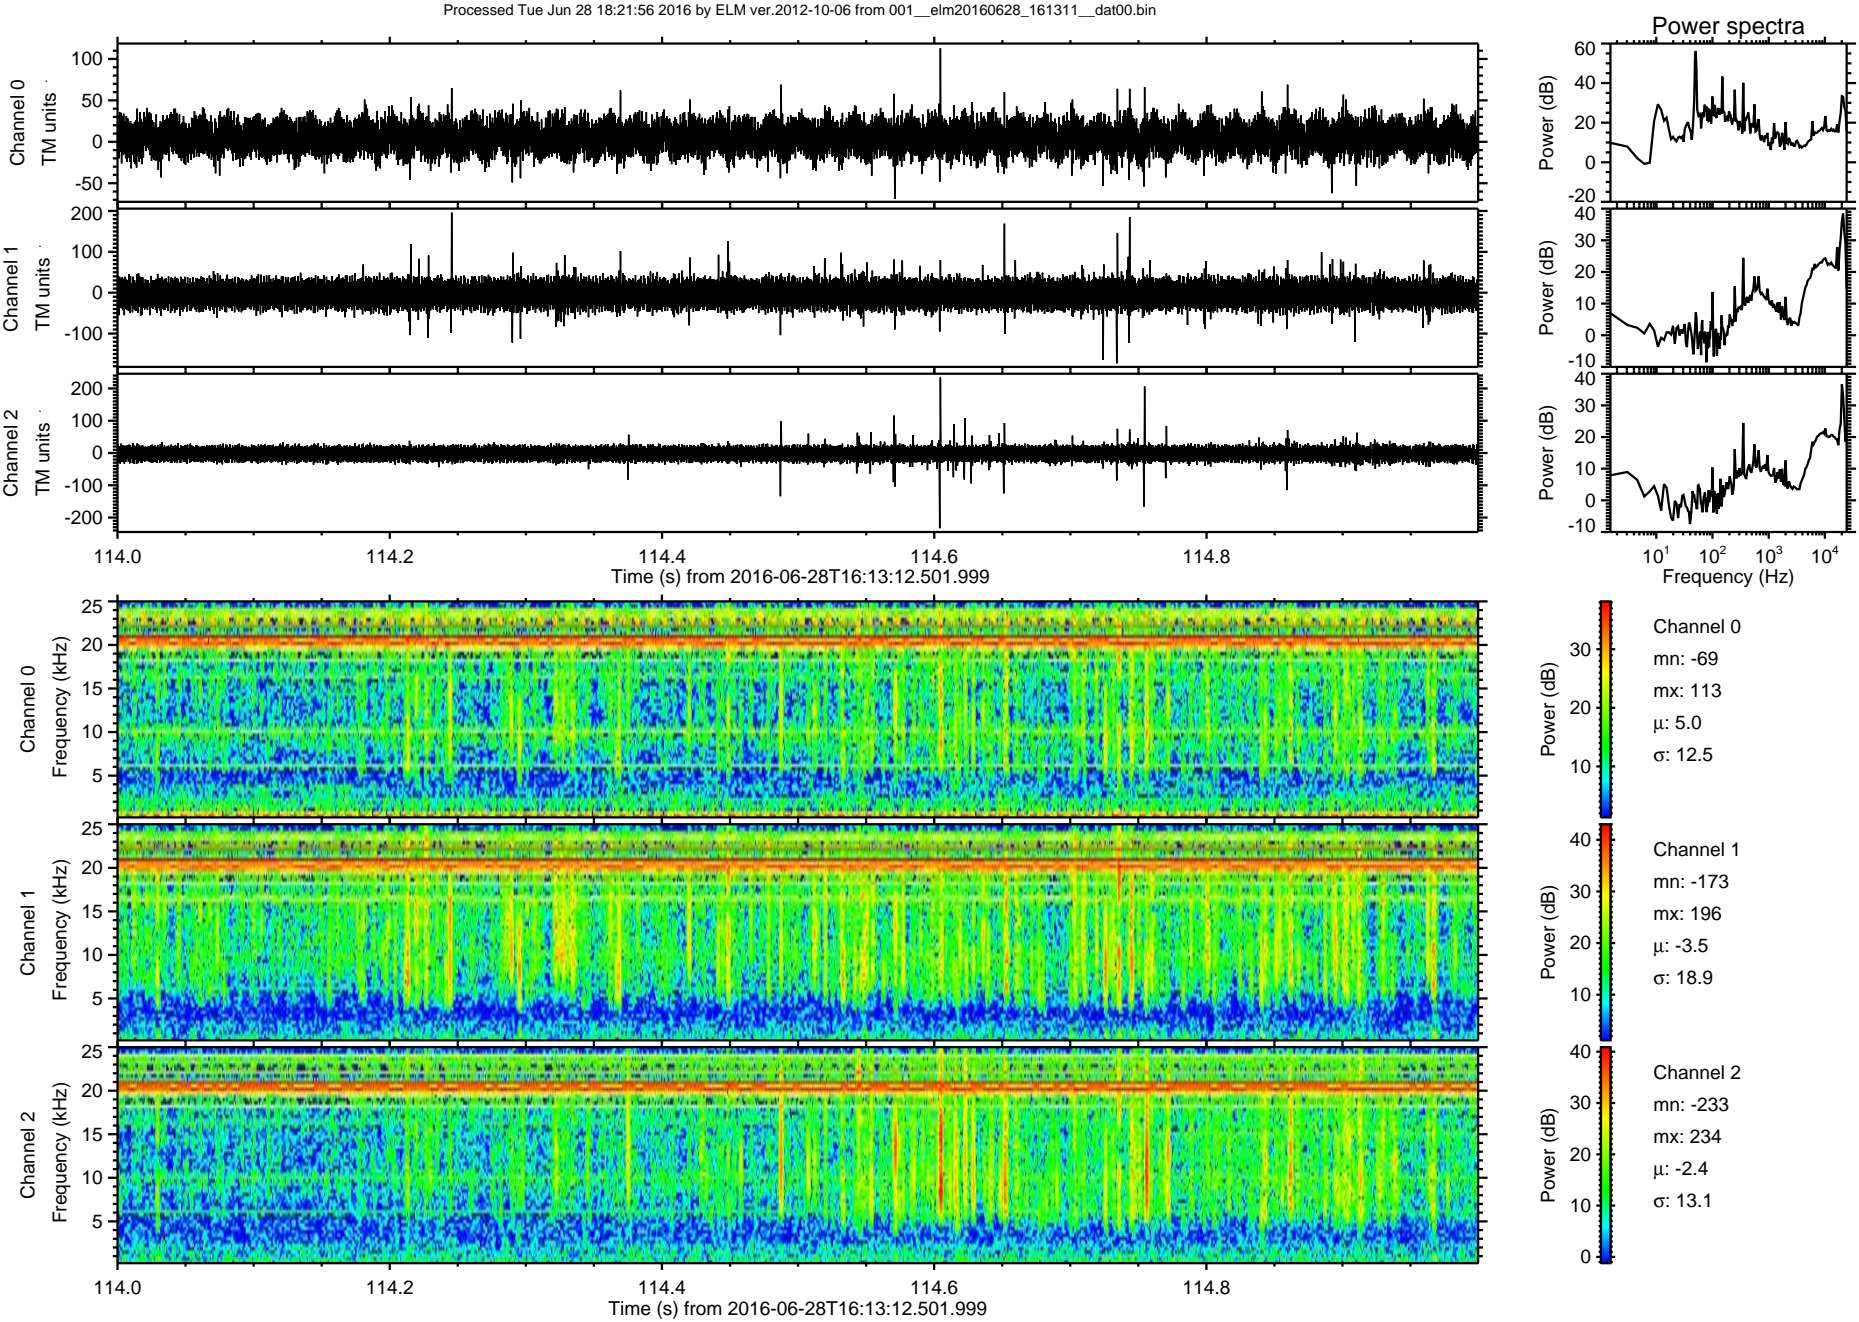 Processed Tue Jun 28 18:21:56 2016 by ELM ver.2012-10-06 from 001__elm20160628_161311__dat00.bin
Power spectra
Channel 0
TM units
100
50
0
-50
Power (dB)
60
40
20
0
-20
Channel 1
TM units
200
100
0
-100
Power (dB)
40
30
20
10
0
-10
Channel 2
TM units
200
100
0
-100
-200
Power (dB)
40
30
20
10
0
-10
114.0 114.2 114.4 114.6 114.8
Time (s) from 2016-06-28T16:13:12.501.999
10¹ 10² 10³ 10⁴
Frequency (Hz)
Channel 0
Frequency (kHz)
25
20
15
10
5
Power (dB)
30
20
10
Channel 0
mn: -69
mx: 113
μ: 5.0
σ: 12.5
Channel 1
Frequency (kHz)
25
20
15
10
5
Power (dB)
40
30
20
10
Channel 1
mn: -173
mx: 196
μ: -3.5
σ: 18.9
Channel 2
Frequency (kHz)
25
20
15
10
5
Power (dB)
40
30
20
10
0
Channel 2
mn: -233
mx: 234
μ: -2.4
σ: 13.1
114.0 114.2 114.4 114.6 114.8
Time (s) from 2016-06-28T16:13:12.501.999